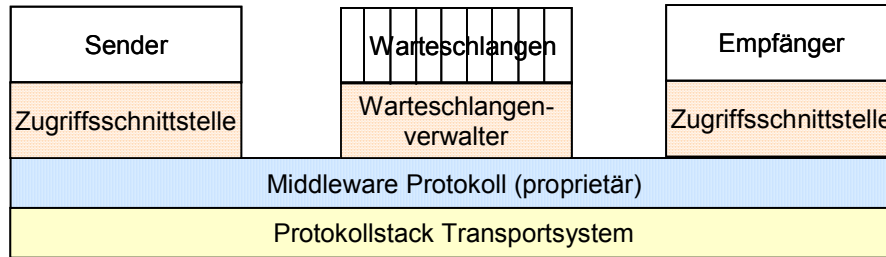 Sender
Warteschlangen
Empfänger
Zugriffsschnittstelle
Warteschlangen-
verwalter
Zugriffsschnittstelle
Middleware Protokoll (proprietär)
Protokollstack Transportsystem